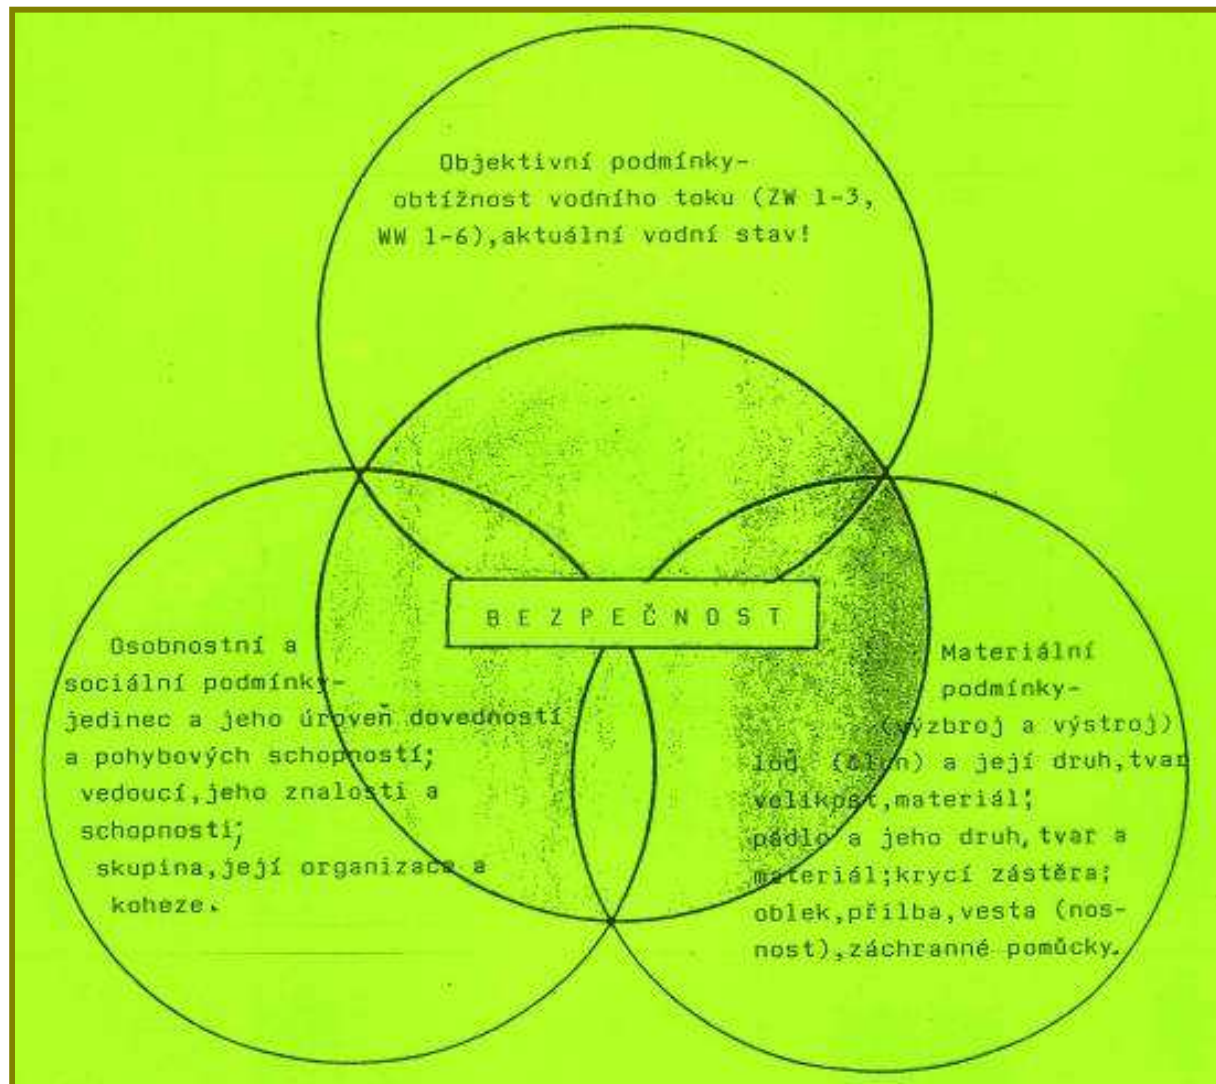 Objektivní podmínky-
obtížnost vodního toku (ZW 1-3,
WW 1-6),aktuální vodní stav!
BEZPEČNOST
Osobnostní a
sociální podmínky-
jedinec a jeho úroveň dovedností
a pohybových schopností;
vedoucí,jeho znalosti a
schopnosti;
skupina,její organizace a
koheze.
Materiální
podmínky-
(výzbroj a výstroj)
loď (člun) a její druh,tvar
velikost,materiál;
pádlo a jeho druh,tvar a
materiál;krycí zástěra;
oblek,přilba,vesta (nos-
nost),záchranné pomůcky.